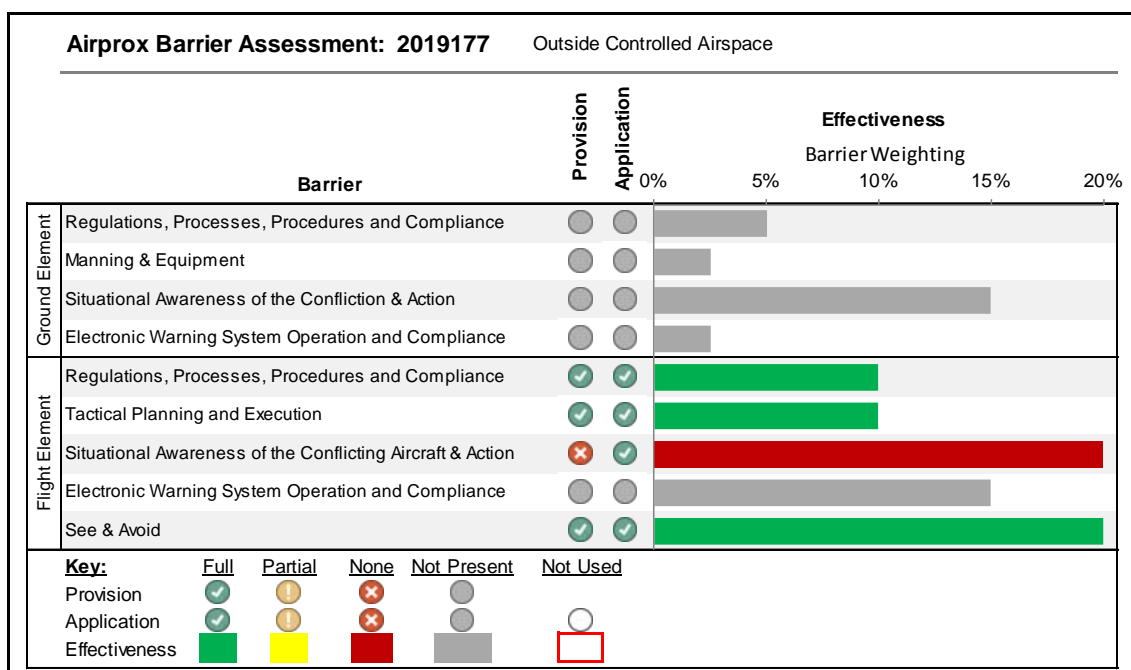 Airprox Barrier Assessment: 2019177 Outside Controlled Airspace
Barrier
Provision
Application
Effectiveness
Barrier Weighting
0% 5% 10% 15% 20%
Ground Element
Regulations, Processes, Procedures and Compliance
Manning & Equipment
Situational Awareness of the Confliction & Action
Electronic Warning System Operation and Compliance
Flight Element
Regulations, Processes, Procedures and Compliance
Tactical Planning and Execution
Situational Awareness of the Conflicting Aircraft & Action
Electronic Warning System Operation and Compliance
See & Avoid
Key: Full Partial None Not Present Not Used
Provision
Application
Effectiveness